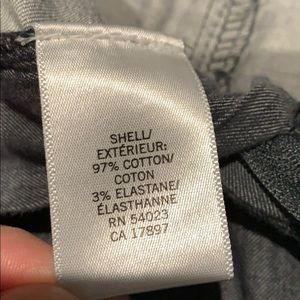 SHELL/
EXTÉRIEUR:
97% COTTON/
COTON
3% ELASTANE/
ÉLASTHANNE
RN 54023
CA 17897